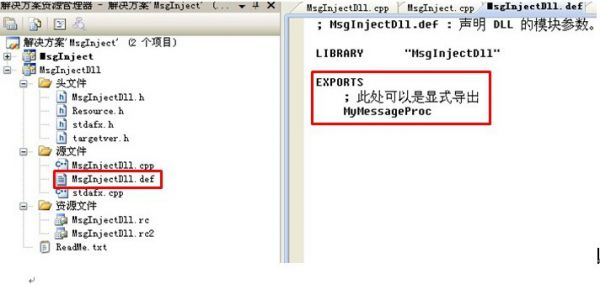 解决方案资源管理器 - 解决方案"MsgInject" (...
解决方案"MsgInject" (2 个项目)
MsgInject
MsgInjectDll
头文件
MsgInjectDll.h
Resource.h
stdafx.h
targetver.h
源文件
MsgInjectDll.cpp
MsgInjectDll.def
stdafx.cpp
资源文件
MsgInjectDll.rc
MsgInjectDll.rc2
ReadMe.txt
MsgInjectDll.cpp MsgInject.cpp MsgInjectDll.def
; MsgInjectDll.def : 声明 DLL 的模块参数。
LIBRARY "MsgInjectDll"
EXPORTS
; 此处可以是显式导出
MyMessageProc